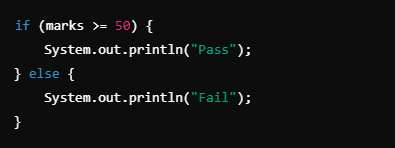 if (marks >= 50) {
    System.out.println("Pass");
} else {
    System.out.println("Fail");
}